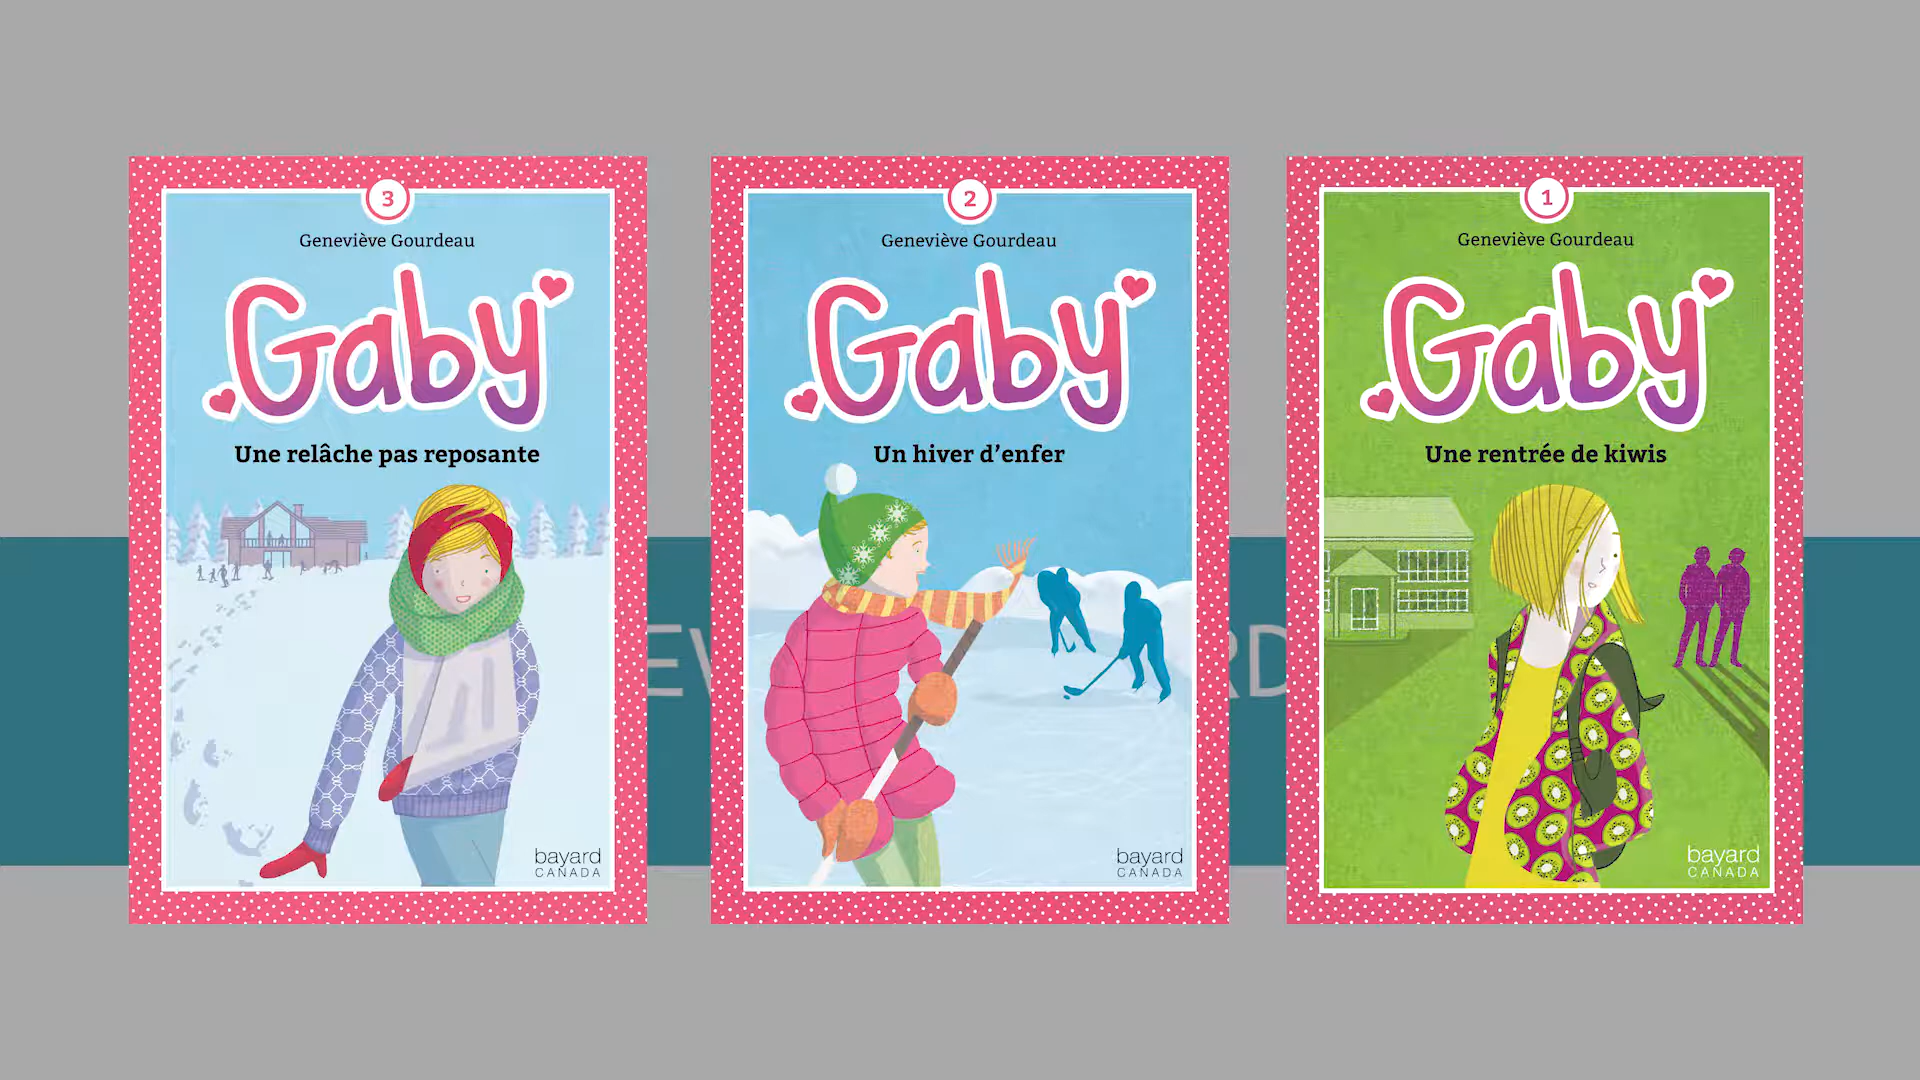 3
Geneviève Gourdeau
Gaby
Une relâche pas reposante
bayard
CANADA
2
Geneviève Gourdeau
Gaby
Un hiver d'enfer
bayard
CANADA
1
Geneviève Gourdeau
Gaby
Une rentrée de kiwis
bayard
CANADA